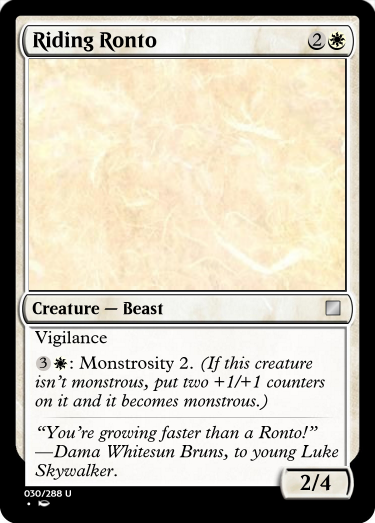 Riding Ronto 2
Creature — Beast
Vigilance
3: Monstrosity 2. (If this creature
isn't monstrous, put two +1/+1 counters
on it and it becomes monstrous.)
“You're growing faster than a Ronto!”
—Dama Whitesun Bruns, to young Luke
Skywalker.
2/4
030/288 U